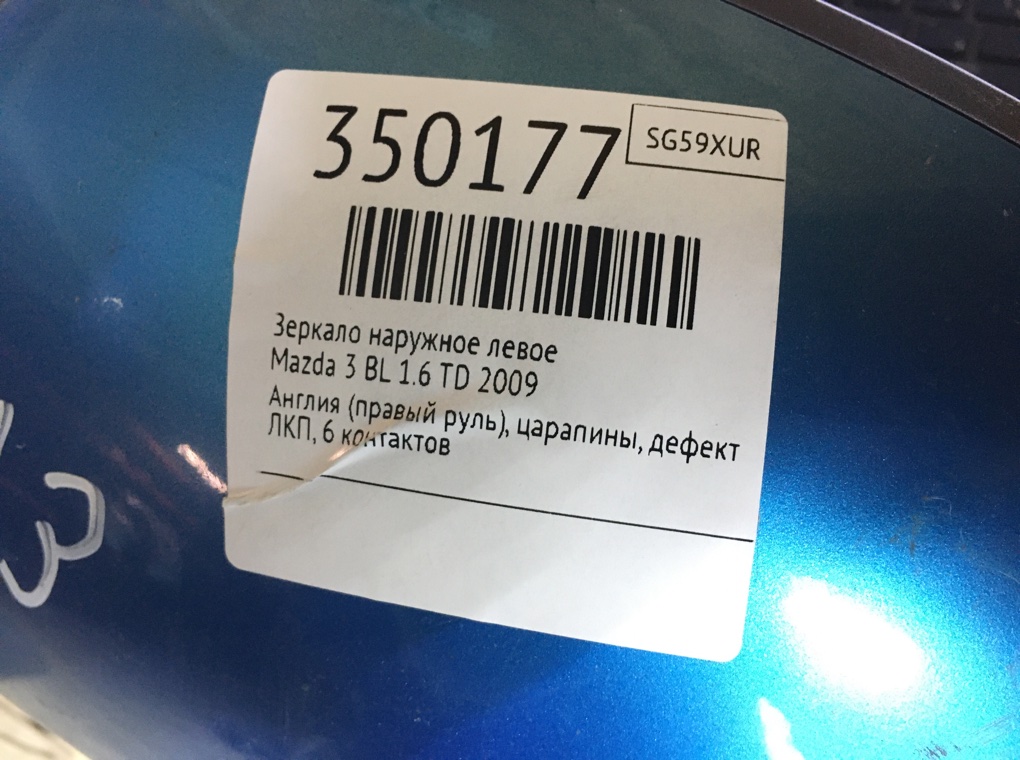 350177
SG59XUR
Зеркало наружное левое
Mazda 3 BL 1.6 TD 2009
Англия (правый руль), царапины, дефект
ЛКП, 6 контактов